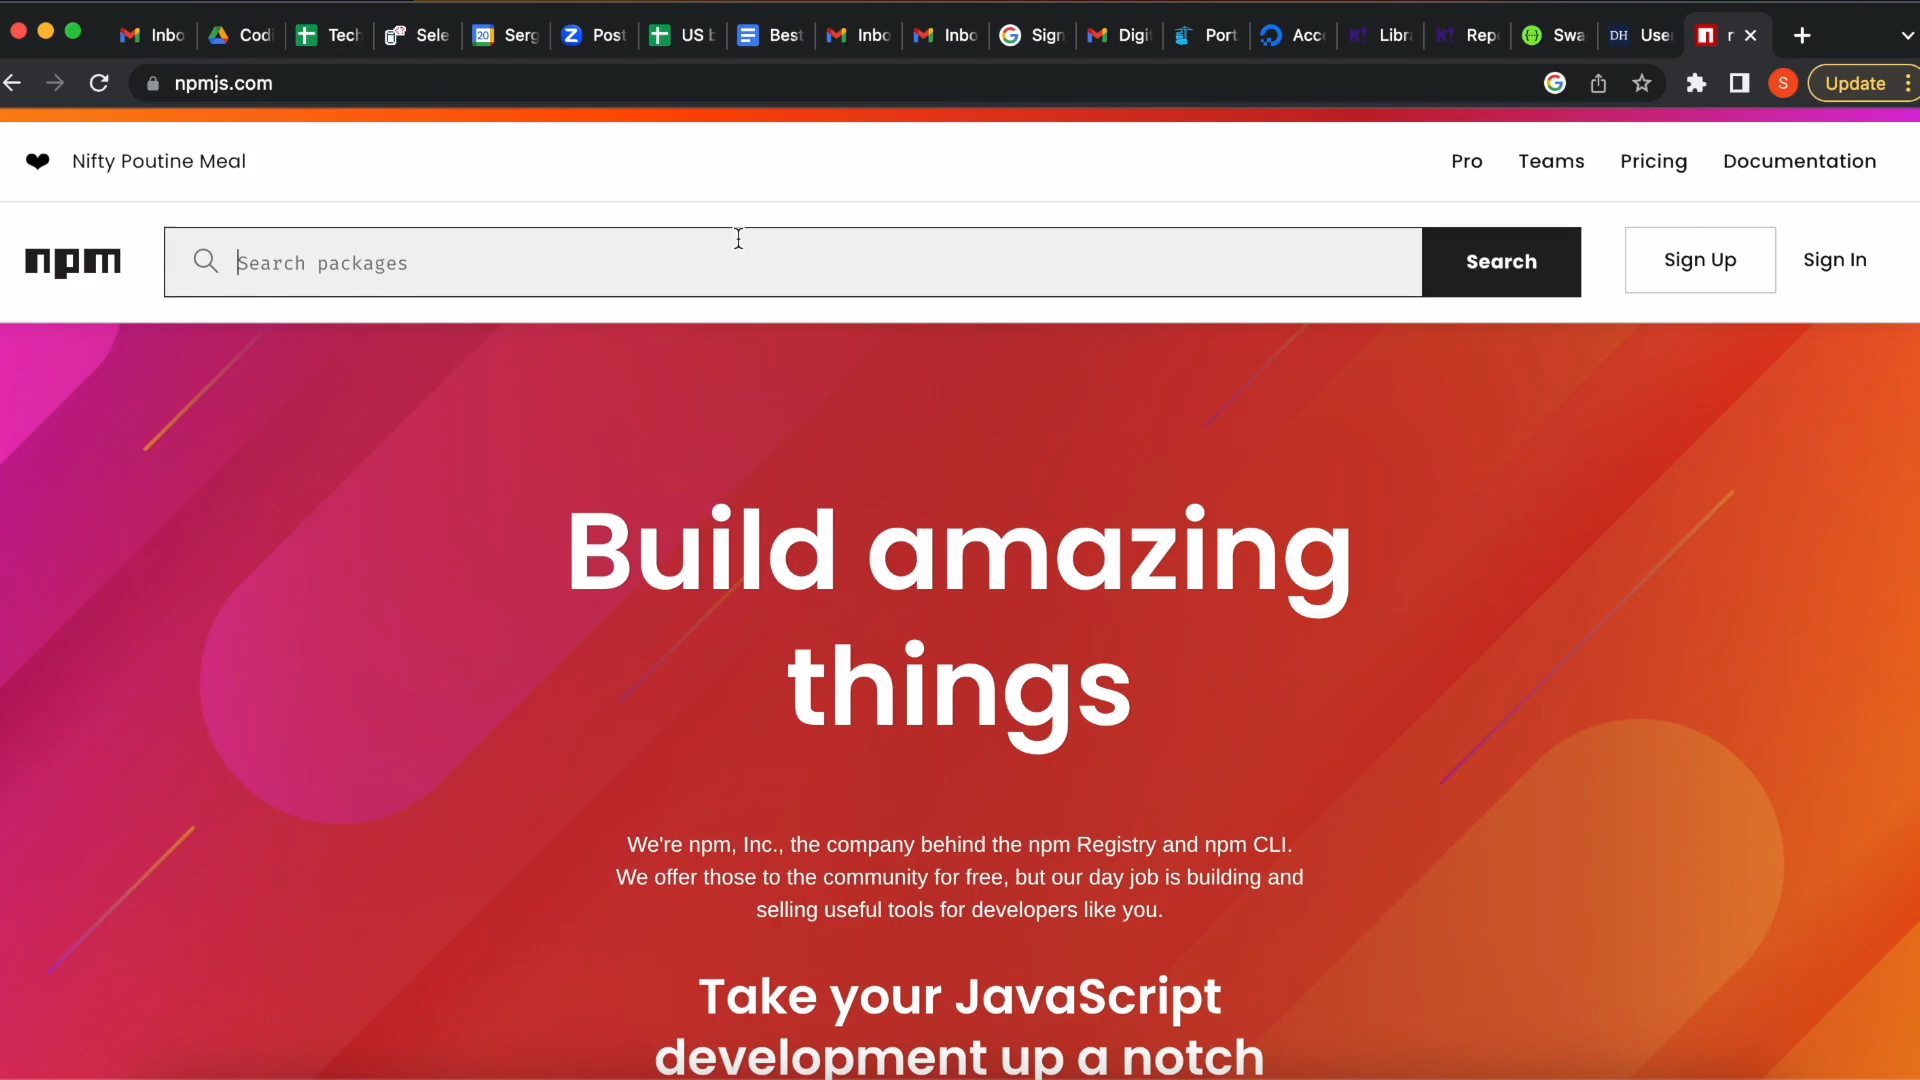 Inbo Codi Tech Sele Serg Post US b Best Inbo Inbo Sign Digi Port Acco Libra Rep Swa DH User
npmjs.com S Update
Nifty Poutine Meal Pro Teams Pricing Documentation
npm Search packages Search Sign Up Sign In
Build amazing
things
We're npm, Inc., the company behind the npm Registry and npm CLI.
We offer those to the community for free, but our day job is building and
selling useful tools for developers like you.
Take your JavaScript
development up a notch